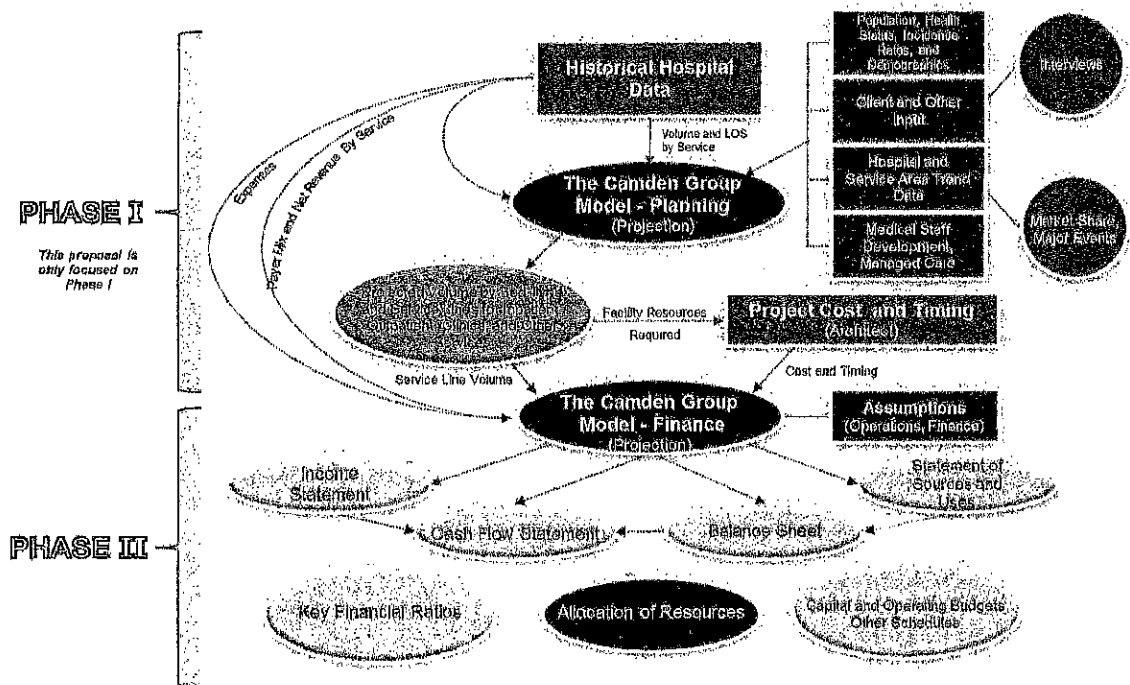 Historical Hospital
Data
Population, Health
Status, Incidence
Rates, and
Demographics
Interviews
Client and Other
Input
Volume and LOS
by Service
Hospital and
Service Area Trend
Data
The Camden Group
Model - Planning
(Projection)
Market Share,
Major Events
Medical Staff
Development,
Managed Care
Expenses
Payer Mix and Net Revenue By Service
PHASE I
This proposal is
only focused on
Phase I
Facility Resources
Required
Project Cost and Timing
(Architect)
Service Line Volume
Cost and Timing
The Camden Group
Model - Finance
(Projection)
Assumptions
(Operations, Finance)
Income
Statement
Statement of
Sources and
Uses
Cash Flow Statement
Balance Sheet
PHASE II
Key Financial Ratios
Allocation of Resources
Capital and Operating Budgets
Other Schedules